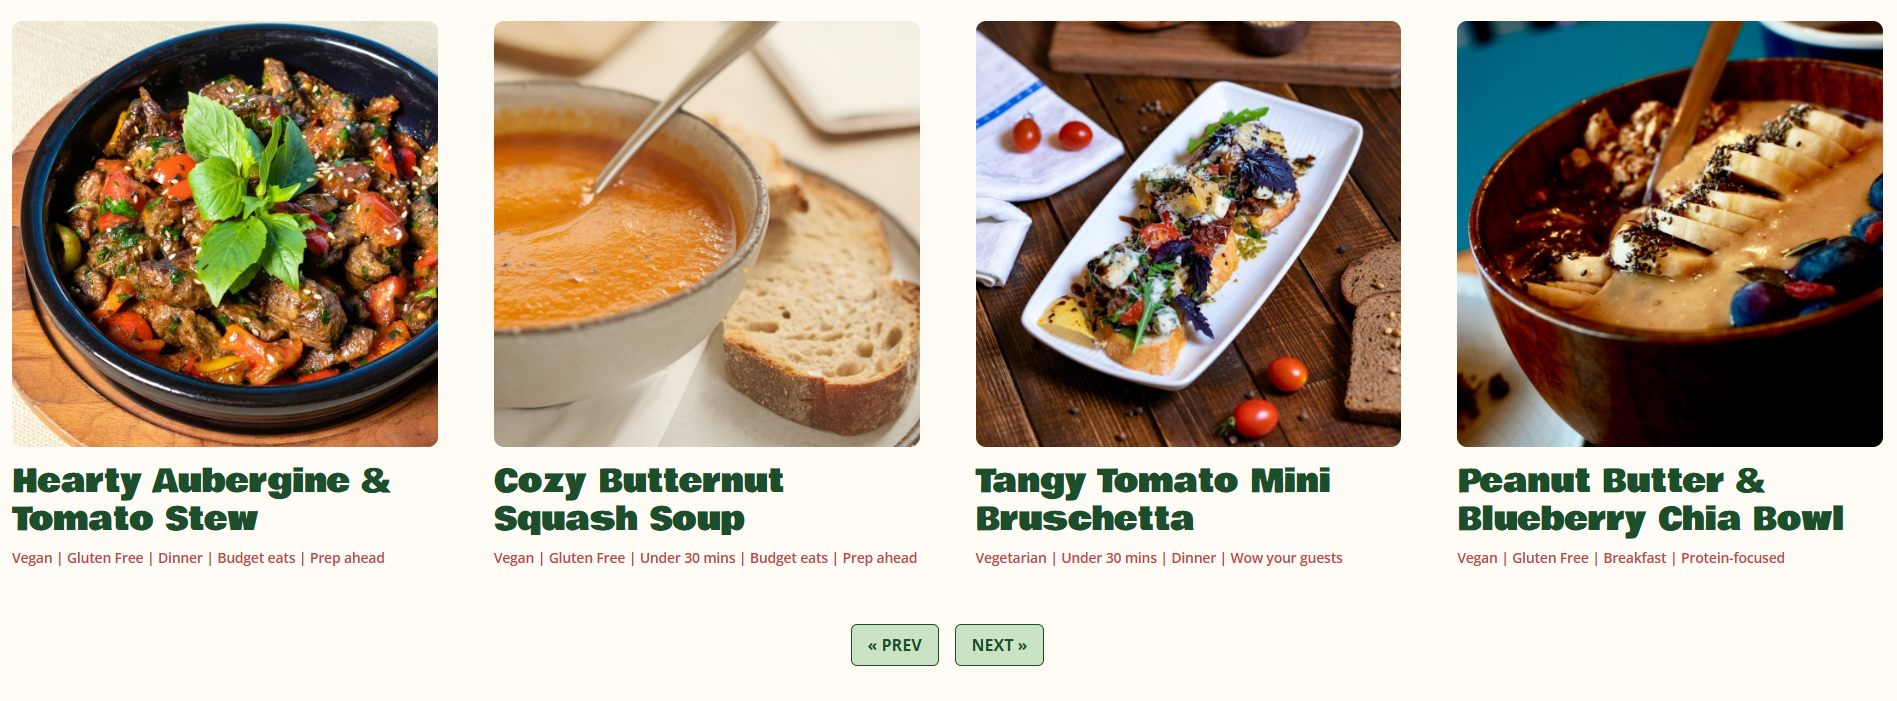 Hearty Aubergine &
Tomato Stew
Vegan | Gluten Free | Dinner | Budget eats | Prep ahead
Cozy Butternut
Squash Soup
Vegan | Gluten Free | Under 30 mins | Budget eats | Prep ahead
Tangy Tomato Mini
Bruschetta
Vegetarian | Under 30 mins | Dinner | Wow your guests
Peanut Butter &
Blueberry Chia Bowl
Vegan | Gluten Free | Breakfast | Protein-focused
« PREV
NEXT »